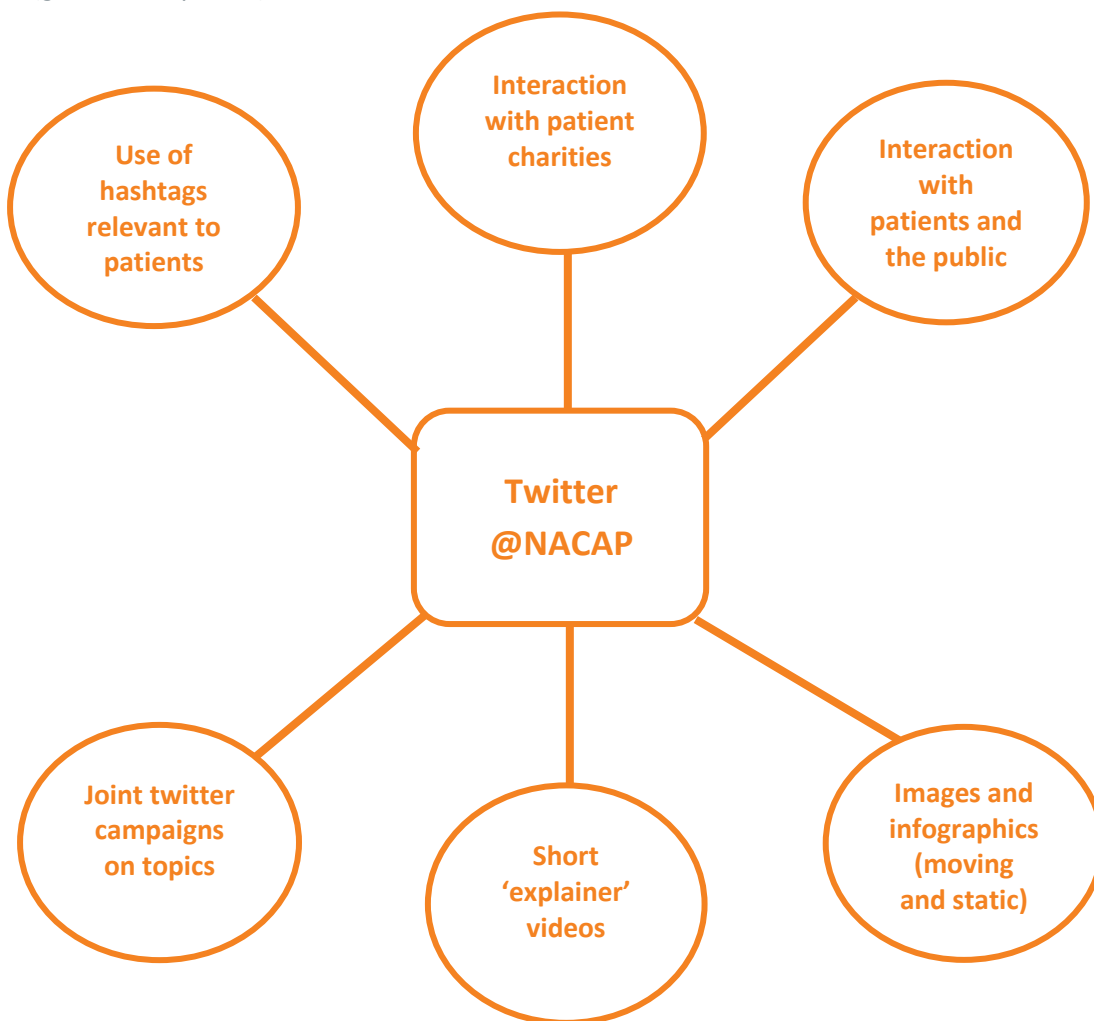 Use of
hashtags
relevant to
patients
Interaction
with patient
charities
Interaction
with
patients and
the public
Twitter
@NACAP
Joint twitter
campaigns
on topics
Short
‘explainer’
videos
Images and
infographics
(moving
and static)